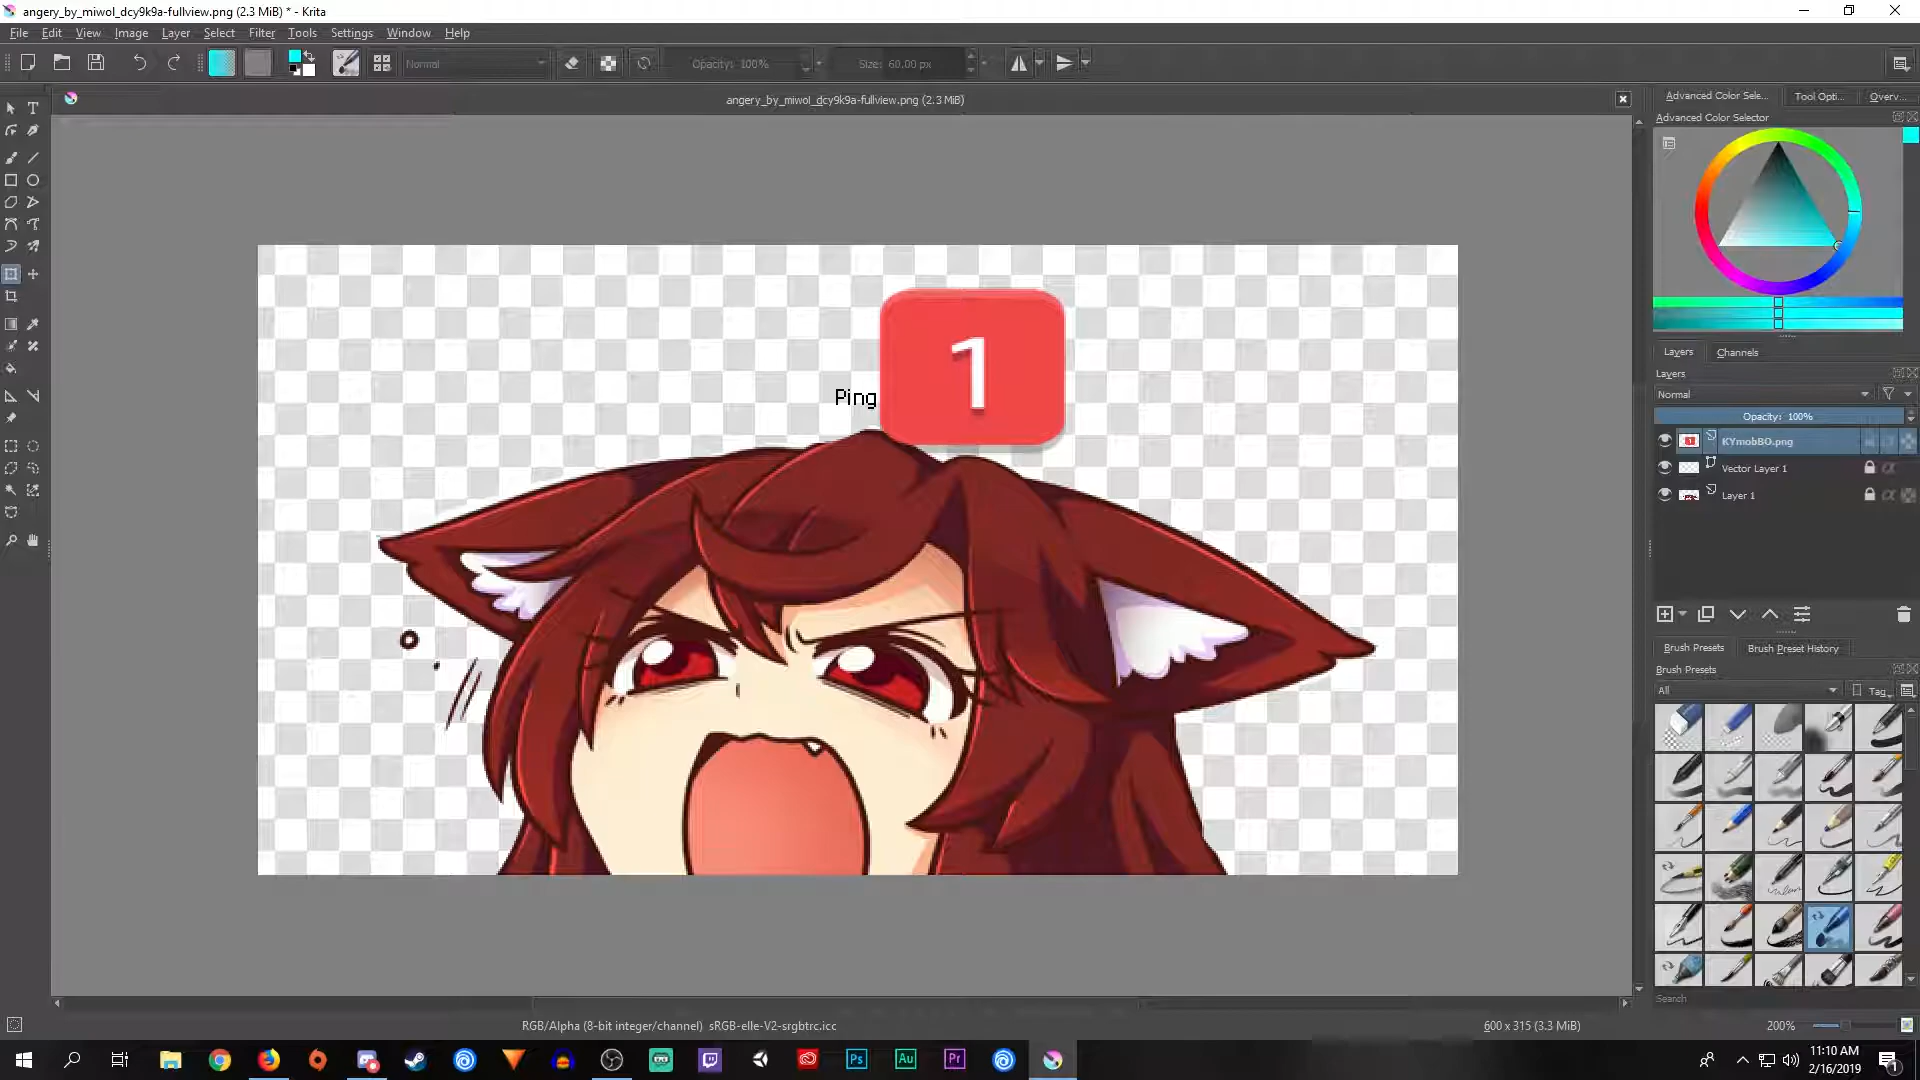 angery_by_miwol_dcy9k9a-fullview.png (2.3 MiB) * - Krita
File Edit View Image Layer Select Filter Tools Settings Window Help
Normal Opacity: 100% Size: 60.00 px
angery_by_miwol_dcy9k9a-fullview.png (2.3 MiB)
Advanced Color Sele... Tool Opti... Overv...
Advanced Color Selector
1
Ping
Layers Channels
Layers
Normal
Opacity: 100%
KYmobBO.png
Vector Layer 1
Layer 1
Brush Presets Brush Preset History
Brush Presets
All Tag
Search
RGB/Alpha (8-bit integer/channel) sRGB-elle-V2-srgbtrc.icc
600 x 315 (3.3 MiB)
200%
Ps Au Pr
11:10 AM
2/16/2019
1